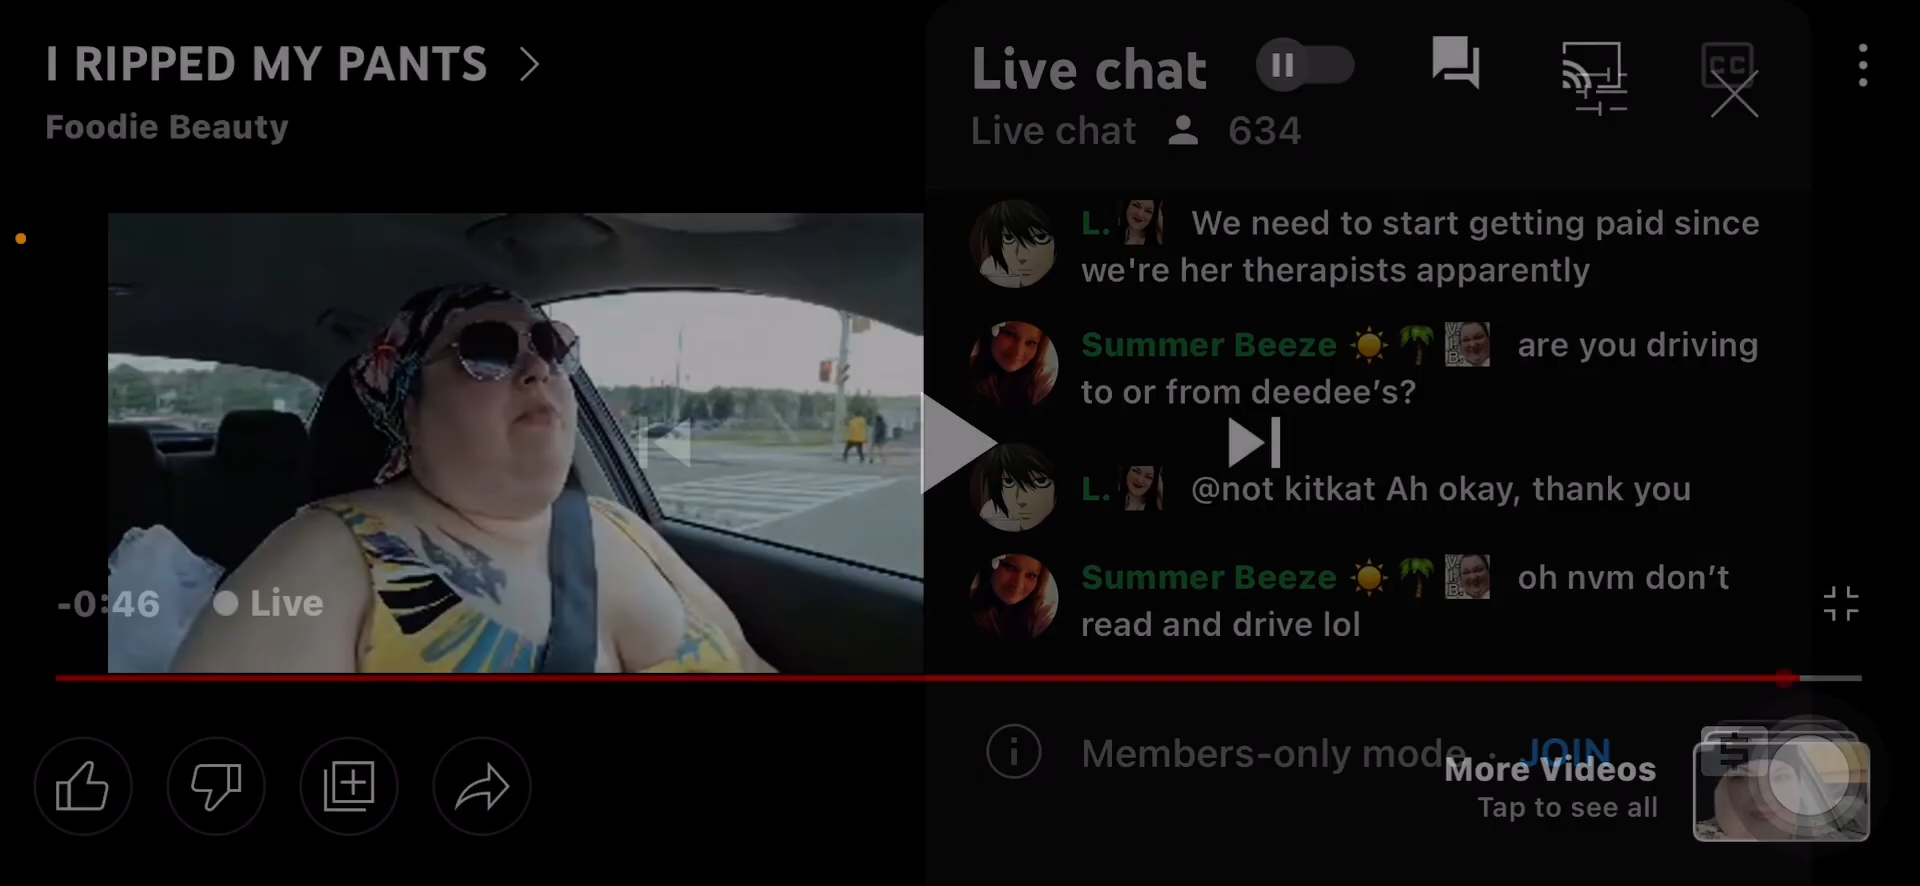 I RIPPED MY PANTS
Foodie Beauty
Live chat
Live chat 634
CC
L. We need to start getting paid since
we're her therapists apparently
Summer Beeze ☀️🌴 are you driving
to or from deedee’s?
L. @not kitkat Ah okay, thank you
Summer Beeze ☀️🌴 oh nvm don’t
read and drive lol
-0:46 Live
Members-only mode · JOIN
More Videos
Tap to see all